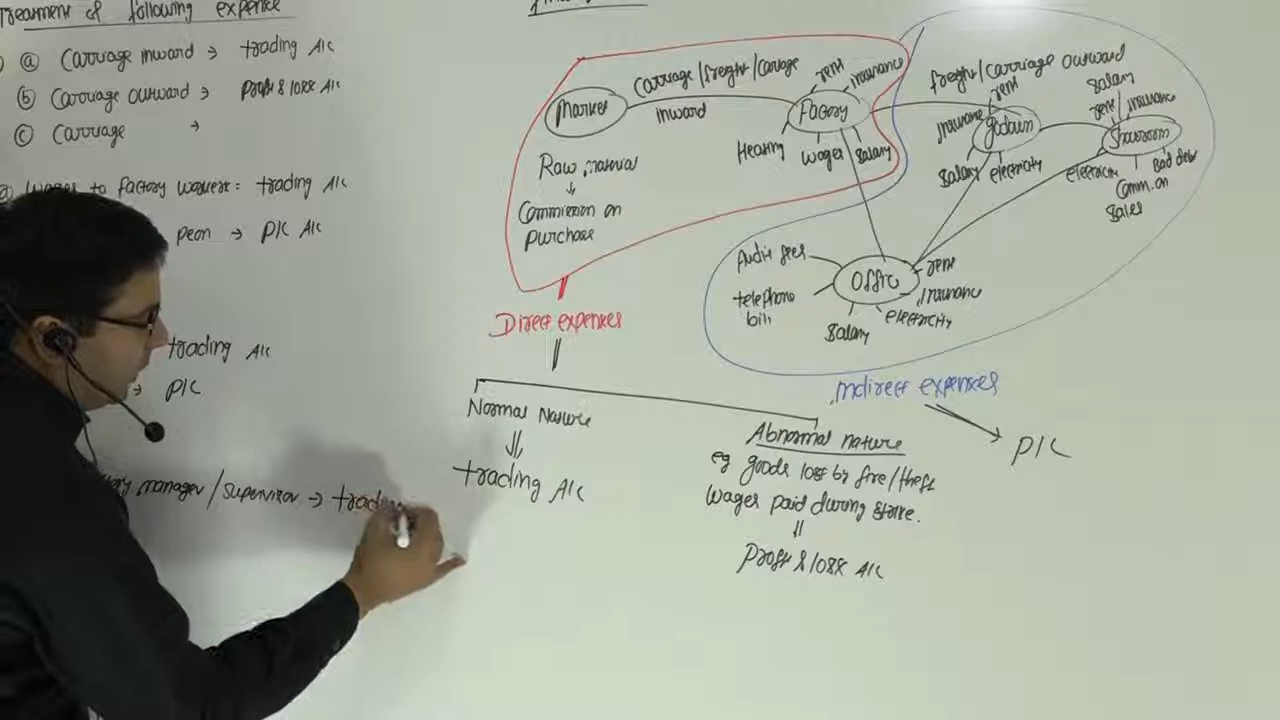 Treatment of following expense
(a) Carriage inward → trading A/C
(b) Carriage outward → Profit & loss A/C
(c) Carriage →
Wages to factory worker = trading A/C
peon → P/C A/C
trading A/C
→ P/C
manager/supervisor → trading
Market
Carriage/freight/cartage
inward
Factory
rent
insurance
Heating
wages
salary
Raw material
↓
Commission on
purchase
Direct expenses
Normal Nature
trading A/C
Abnormal nature
eg goods loss by fire/theft
wages paid during strike.
Profit & loss A/C
freight/carriage outward
insurance
rent
godown
salary
electricity
salary
rent
insurance
Showroom
electricity
Bad debt
Comm. on
sales
Audit fees
telephone
bill
Office
rent
insurance
electricity
salary
Indirect expenses
P/C